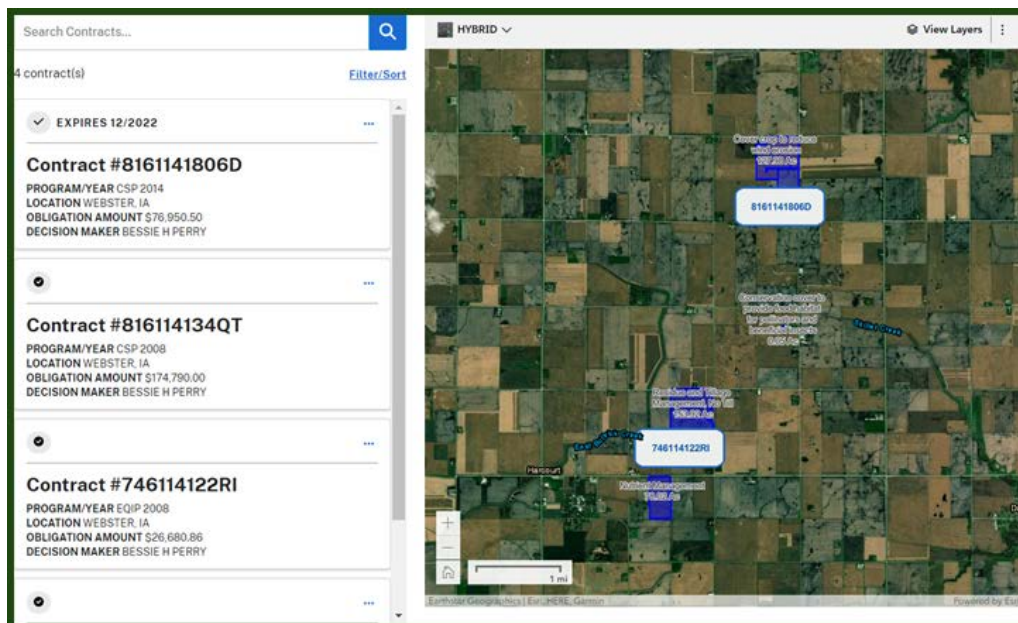 Search Contracts...
4 contract(s)
Filter/Sort
EXPIRES 12/2022
Contract #8161141806D
PROGRAM/YEAR CSP 2014
LOCATION WEBSTER, IA
OBLIGATION AMOUNT $76,950.50
DECISION MAKER BESSIE H PERRY
Contract #816114134QT
PROGRAM/YEAR CSP 2008
LOCATION WEBSTER, IA
OBLIGATION AMOUNT $174,790.00
DECISION MAKER BESSIE H PERRY
Contract #746114122RI
PROGRAM/YEAR EQIP 2008
LOCATION WEBSTER, IA
OBLIGATION AMOUNT $26,680.86
DECISION MAKER BESSIE H PERRY
HYBRID
View Layers
Cover crop to reduce
wind erosion
8161141806D
Conservation cover to
provide food habitat
for pollinators and
beneficial insects
0.65 Ac
Creek
Residue and Tillage
Management, No Till
746114122RI
Creek
Harcourt
Nutrient Management
1 mi
Earthstar Geographics | Esri, HERE, Garmin
Powered by Esri